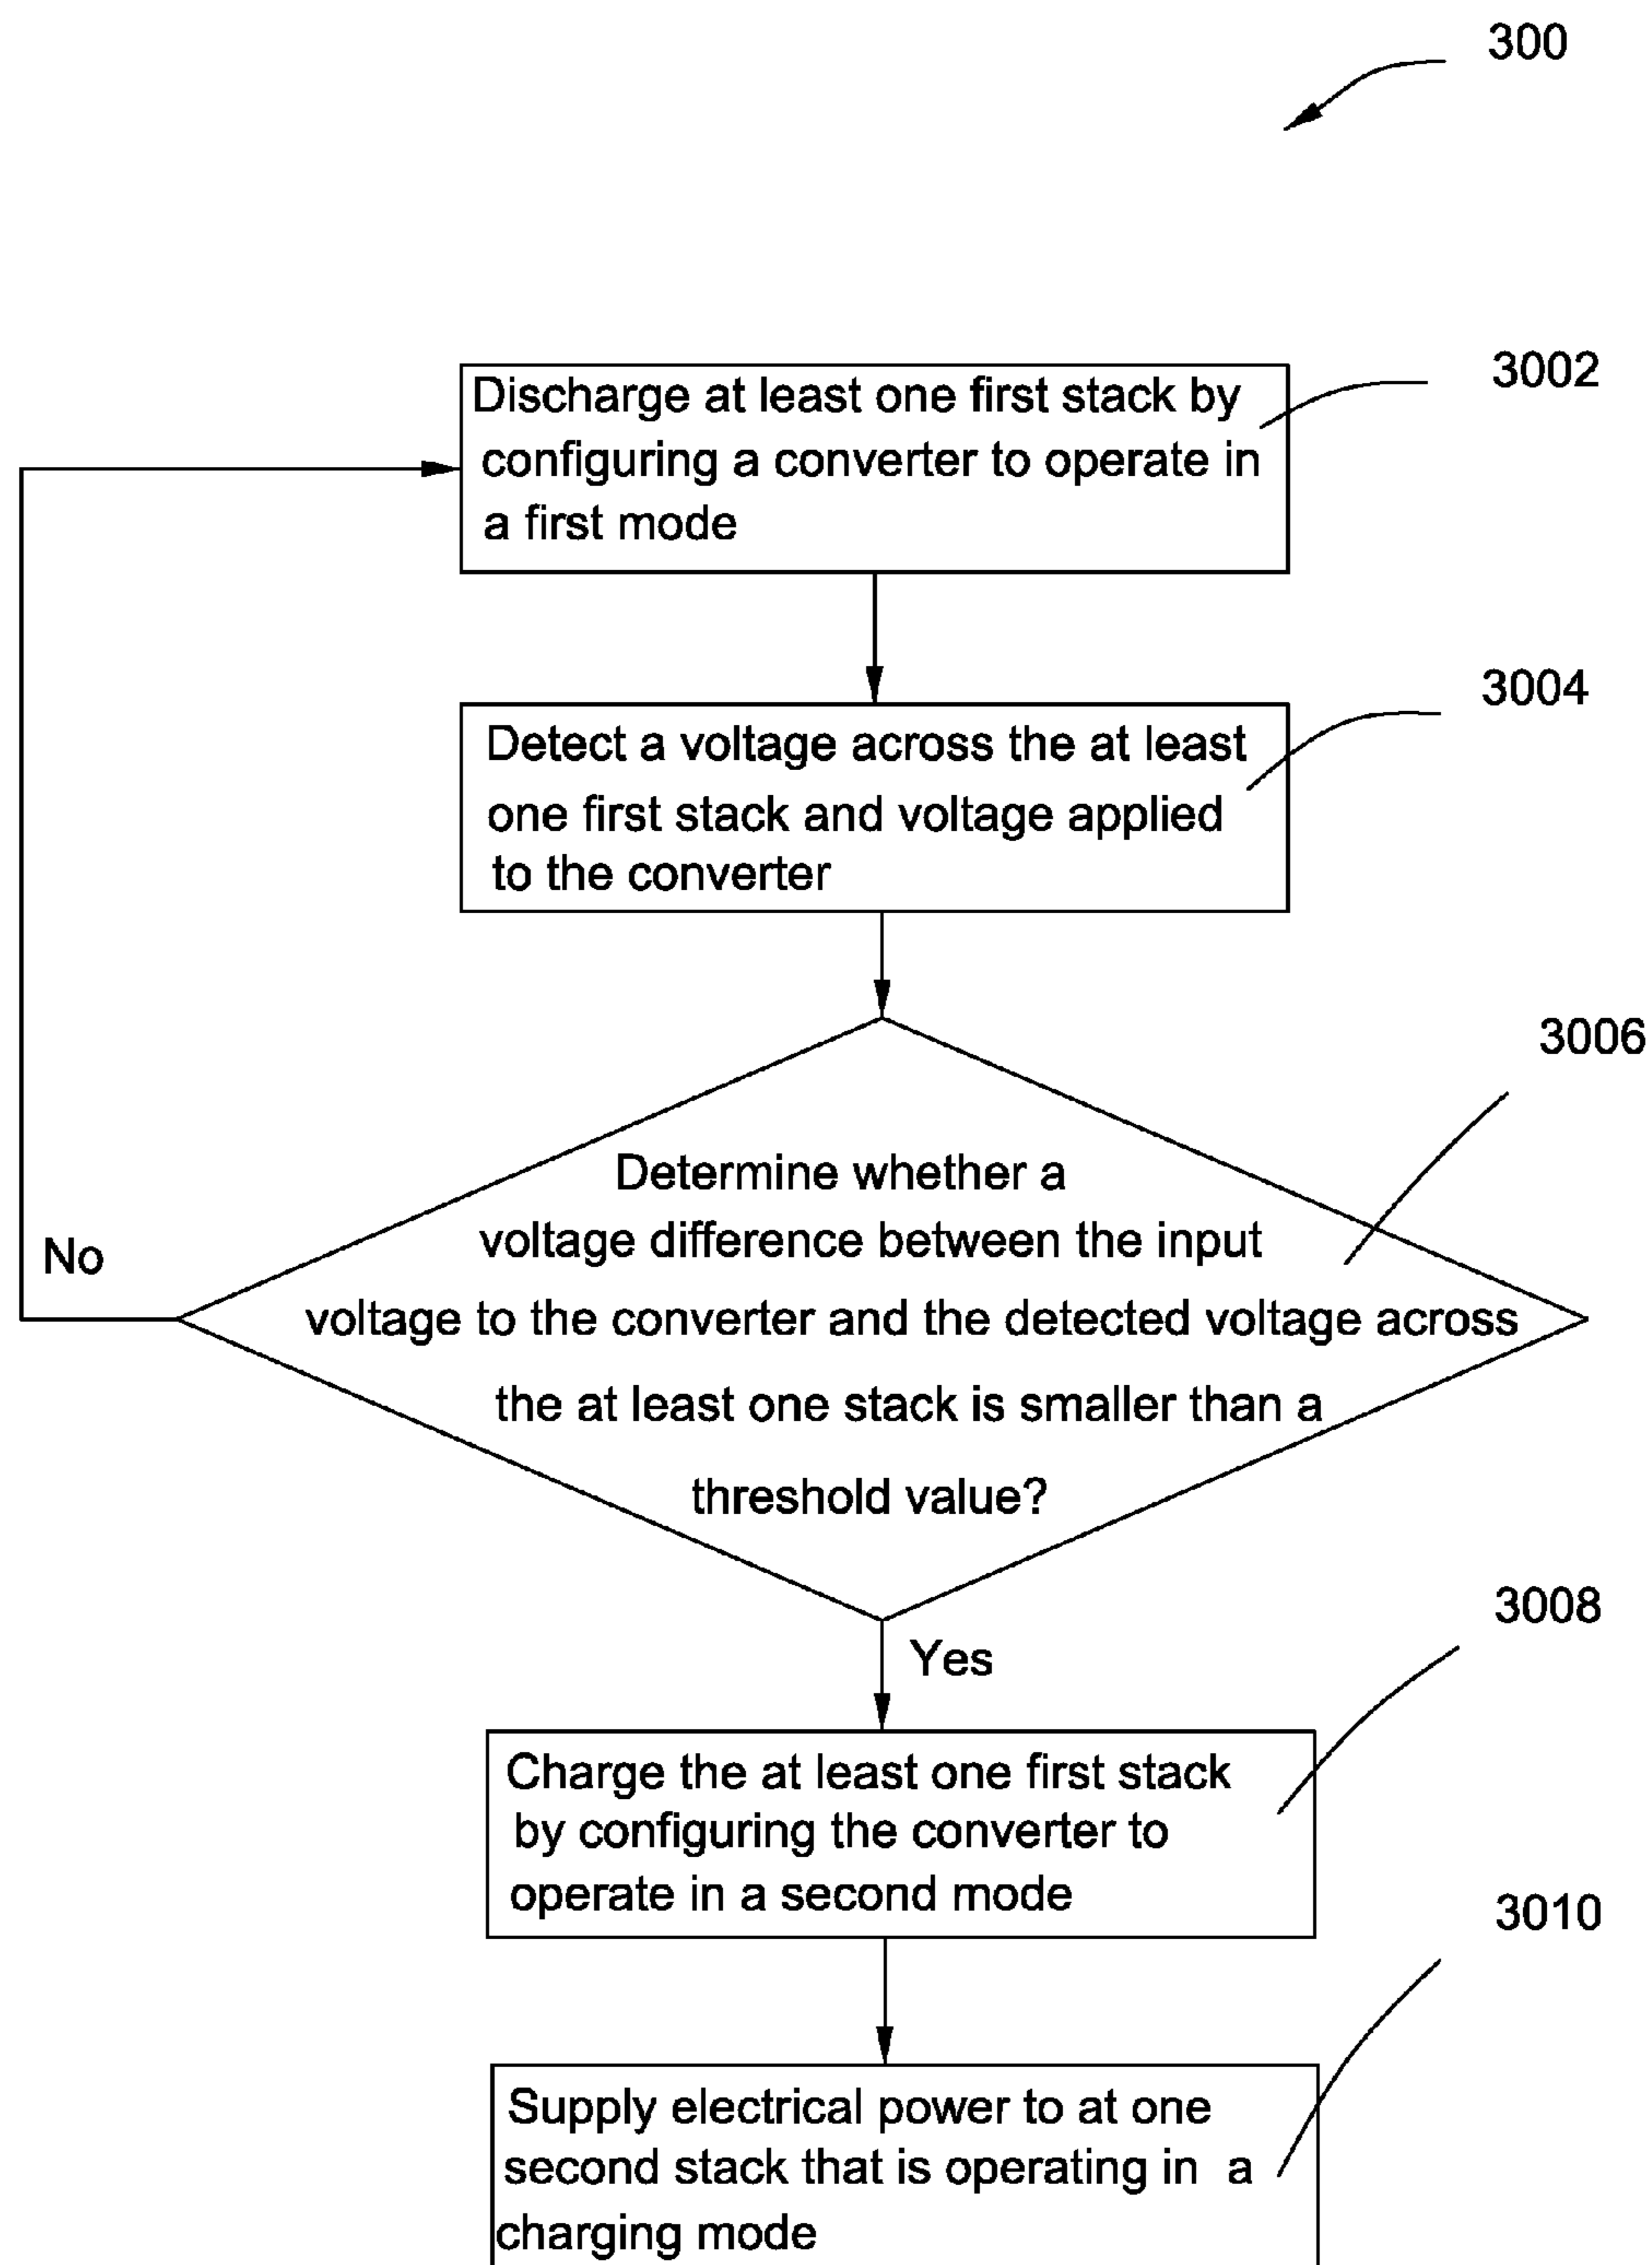 300
3002
Discharge at least one first stack by
configuring a converter to operate in
a first mode
3004
Detect a voltage across the at least
one first stack and voltage applied
to the converter
3006
Determine whether a
voltage difference between the input
voltage to the converter and the detected voltage across
the at least one stack is smaller than a
threshold value?
No
Yes
3008
Charge the at least one first stack
by configuring the converter to
operate in a second mode
3010
Supply electrical power to at one
second stack that is operating in a
charging mode